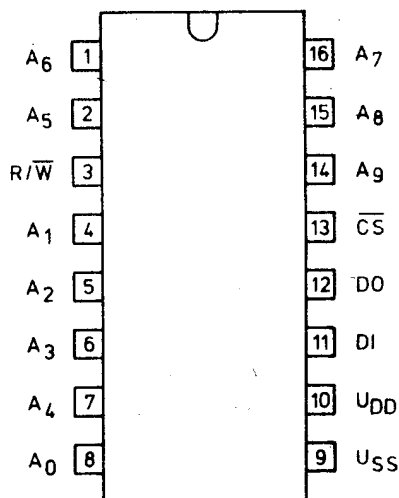 A6 1 16 A7
A5 2 15 A8
R/W̅ 3 14 A9
A1 4 13 C̅S̅
A2 5 12 DO
A3 6 11 DI
A4 7 10 UDD
A0 8 9 USS